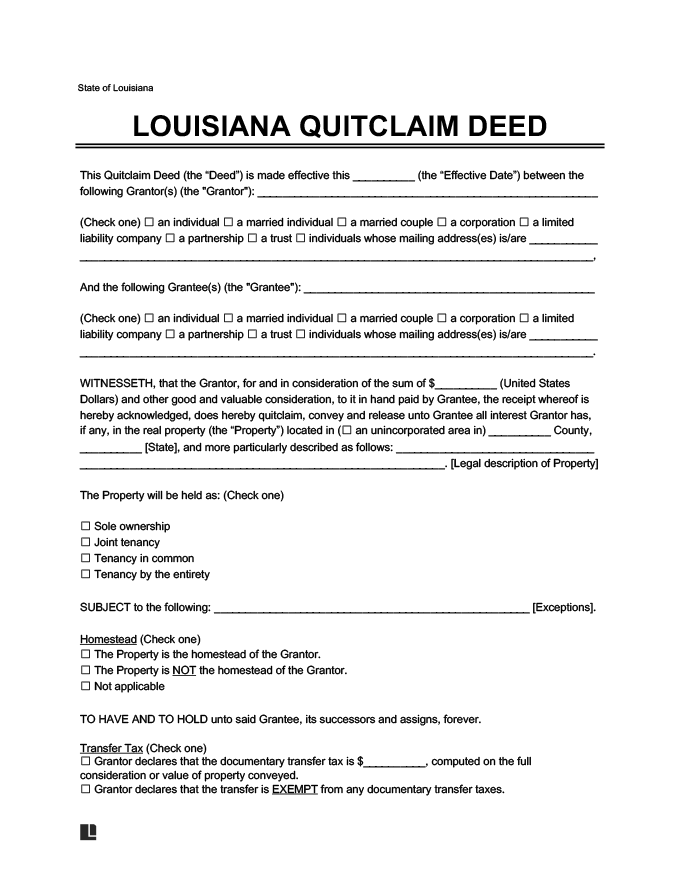 State of Louisiana
LOUISIANA QUITCLAIM DEED
This Quitclaim Deed (the “Deed”) is made effective this __________ (the “Effective Date”) between the
following Grantor(s) (the "Grantor"): ______________________________________________________
(Check one) ☐ an individual ☐ a married individual ☐ a married couple ☐ a corporation ☐ a limited
liability company ☐ a partnership ☐ a trust ☐ individuals whose mailing address(es) is/are ___________
__________________________________________________________________________________,
And the following Grantee(s) (the "Grantee"): ______________________________________________
(Check one) ☐ an individual ☐ a married individual ☐ a married couple ☐ a corporation ☐ a limited
liability company ☐ a partnership ☐ a trust ☐ individuals whose mailing address(es) is/are ___________
__________________________________________________________________________________.
WITNESSETH, that the Grantor, for and in consideration of the sum of $__________ (United States
Dollars) and other good and valuable consideration, to it in hand paid by Grantee, the receipt whereof is
hereby acknowledged, does hereby quitclaim, convey and release unto Grantee all interest Grantor has,
if any, in the real property (the “Property”) located in (☐ an unincorporated area in) __________ County,
__________ [State], and more particularly described as follows: ________________________________
__________________________________________________________. [Legal description of Property]
The Property will be held as: (Check one)
☐ Sole ownership
☐ Joint tenancy
☐ Tenancy in common
☐ Tenancy by the entirety
SUBJECT to the following: __________________________________________________ [Exceptions].
Homestead (Check one)
☐ The Property is the homestead of the Grantor.
☐ The Property is NOT the homestead of the Grantor.
☐ Not applicable
TO HAVE AND TO HOLD unto said Grantee, its successors and assigns, forever.
Transfer Tax (Check one)
☐ Grantor declares that the documentary transfer tax is $__________, computed on the full
consideration or value of property conveyed.
☐ Grantor declares that the transfer is EXEMPT from any documentary transfer taxes.